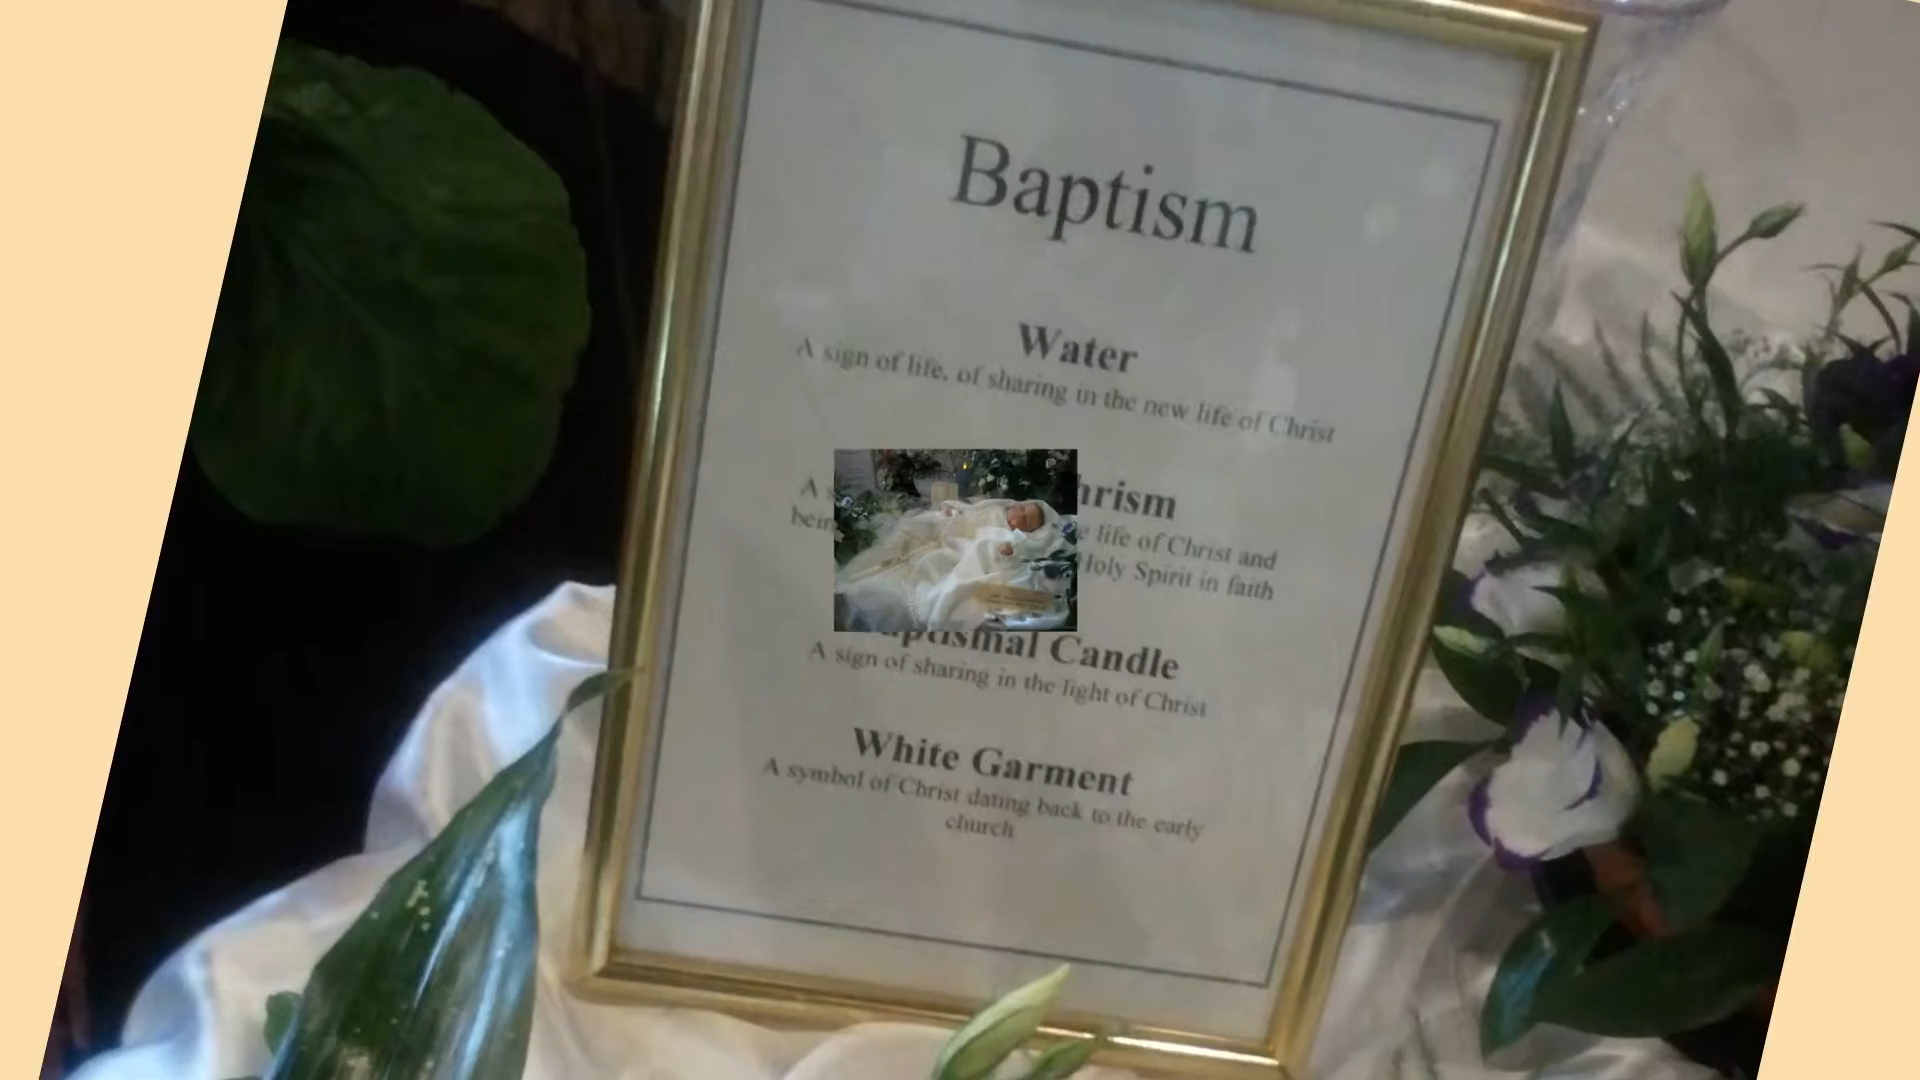 Baptism
Water
A sign of life, of sharing in the new life of Christ
hrism
A
life of Christ and
Holy Spirit in faith
Candle
A sign of sharing in the light of Christ
White Garment
A symbol of Christ dating back to the early
church